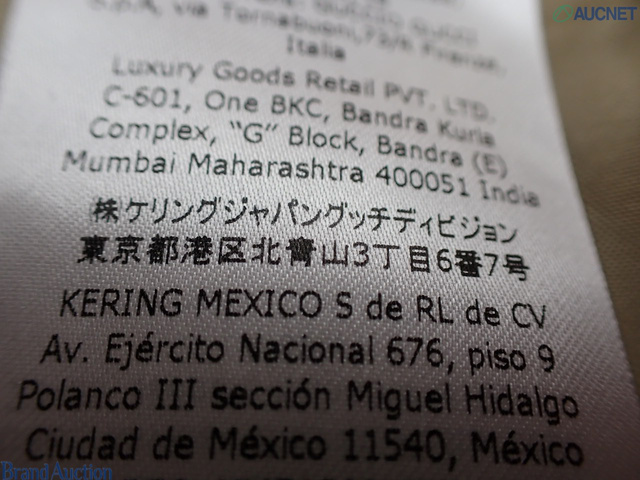 AUCNET
S.p.A, via Tornabuoni,
Italia
Luxury Goods Retail PVT. LTD.
C-601, One BKC, Bandra Kurla
Complex, “G” Block, Bandra (E)
Mumbai Maharashtra 400051 India
㈱ケリングジャパングッチディビジョン
東京都港区北青山3丁目6番7号
KERING MEXICO S de RL de CV
Av. Ejército Nacional 676, piso 9
Polanco III sección Miguel Hidalgo
Ciudad de México 11540, México
Brand Auction